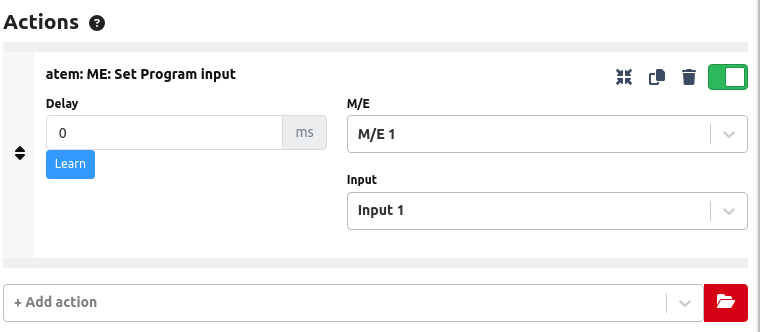 Actions ?
atem: ME: Set Program input
Delay
0
ms
Learn
M/E
M/E 1
Input
Input 1
+ Add action